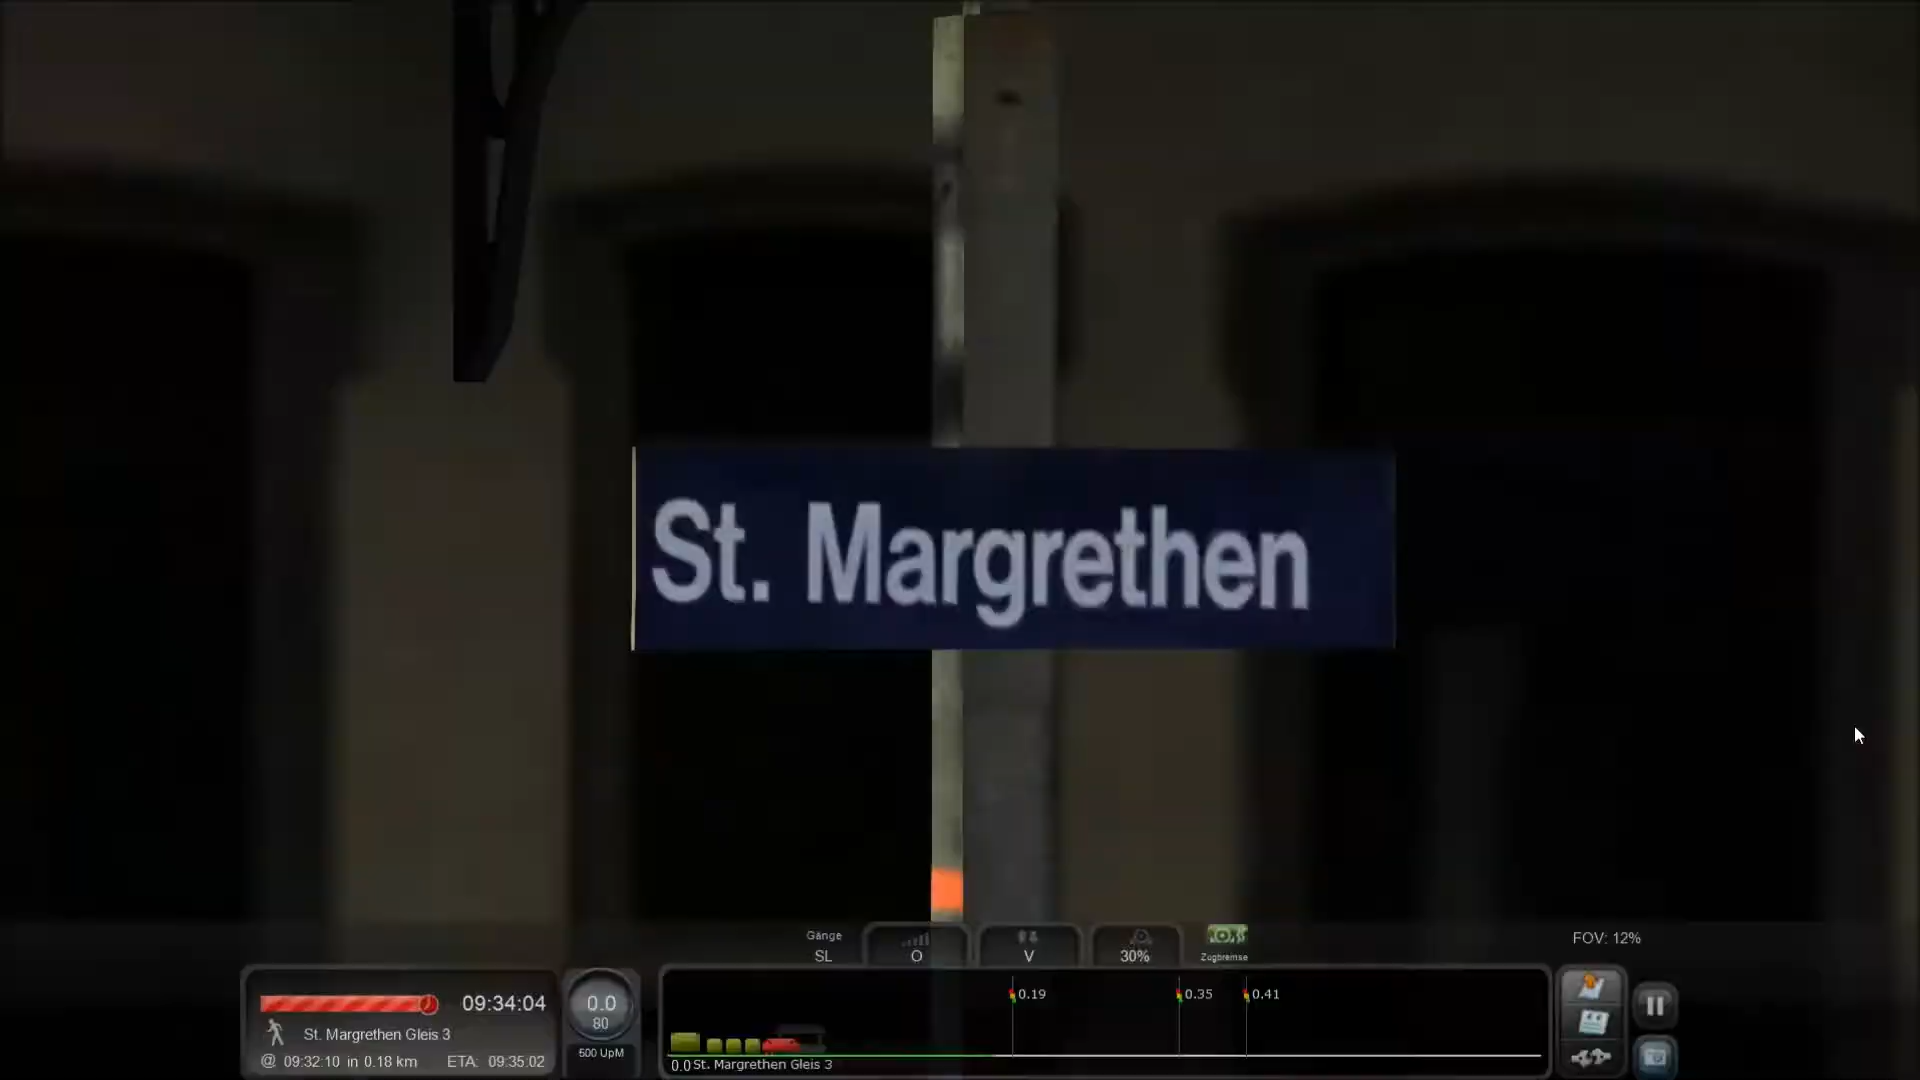 St. Margrethen
Gänge
SL
O
V
30%
Zugbremse
FOV: 12%
09:34:04
St. Margrethen Gleis 3
@ 09:32:10 in 0.18 km ETA: 09:35:02
0.0
80
500 UpM
0.19
0.35
0.41
0.0 St. Margrethen Gleis 3